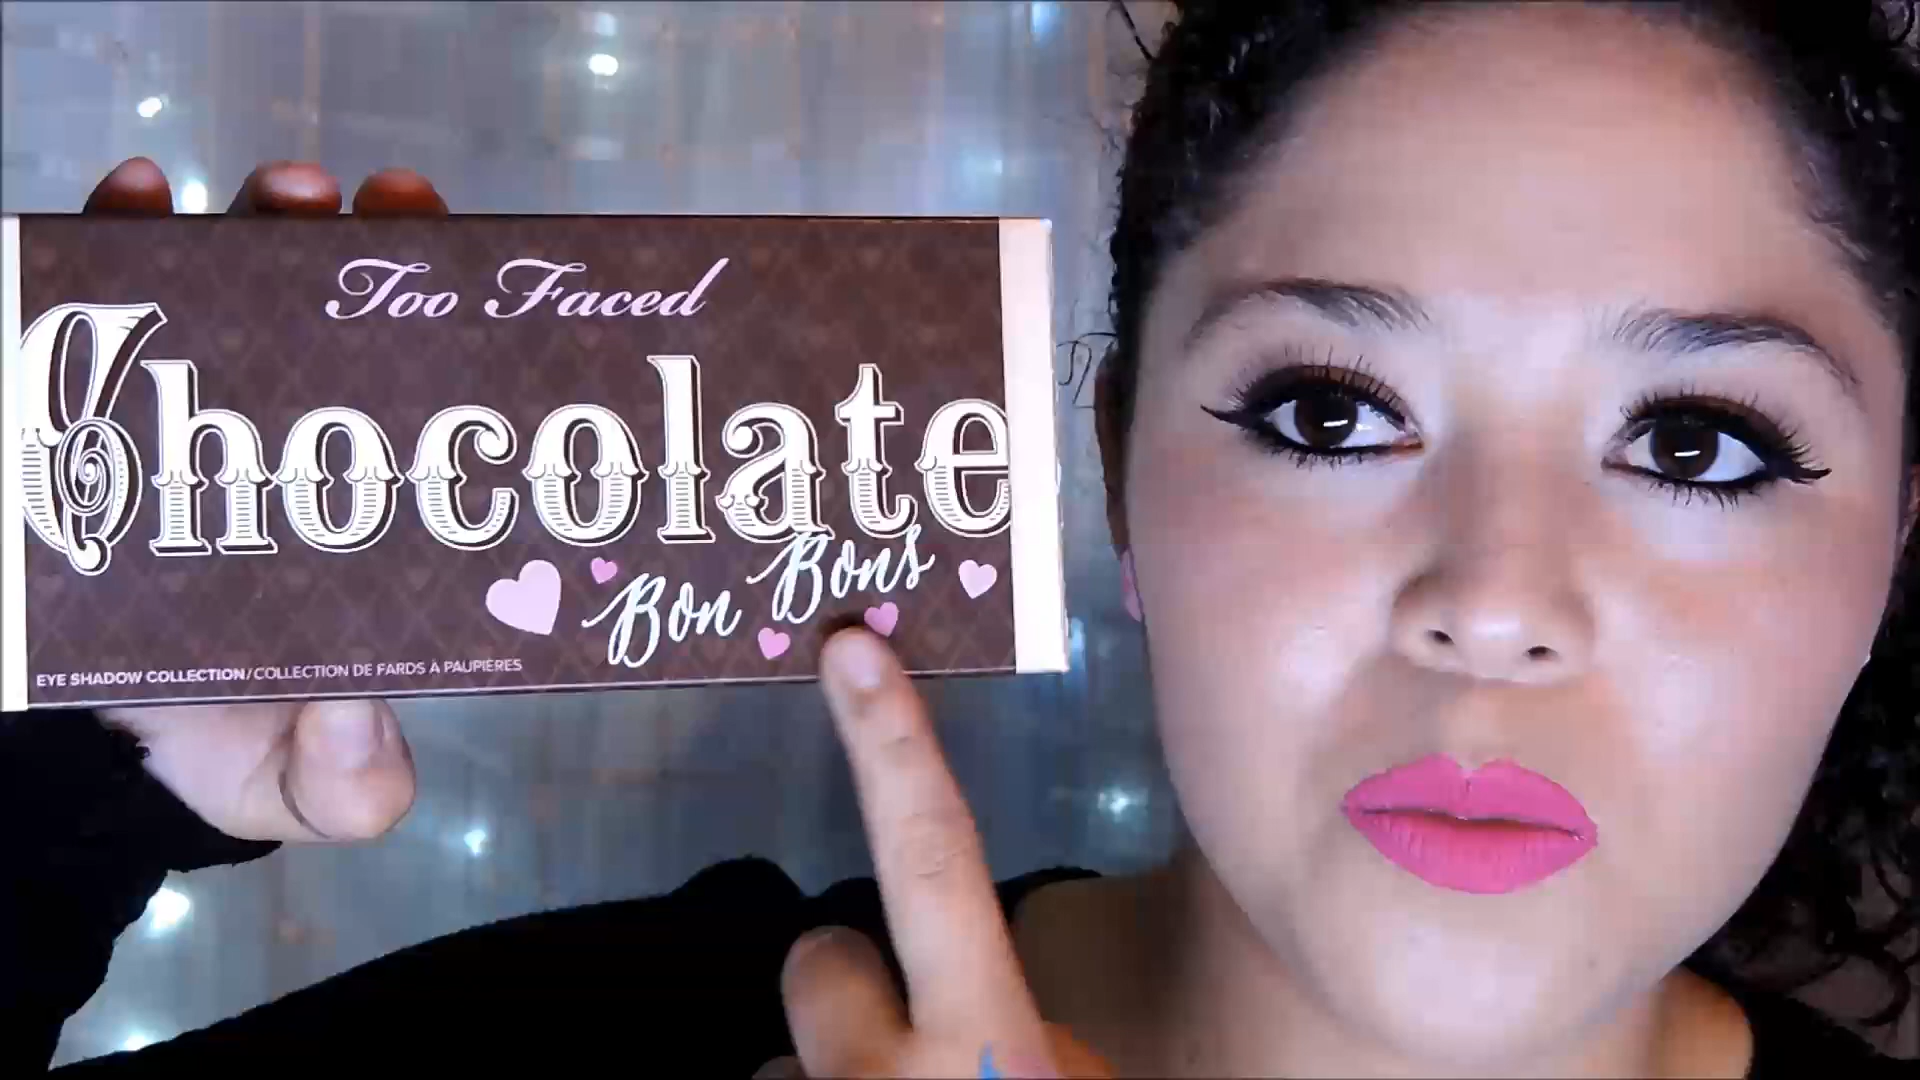 Too Faced
Chocolate
Bon Bons
EYE SHADOW COLLECTION/COLLECTION DE FARDS À PAUPIÈRES